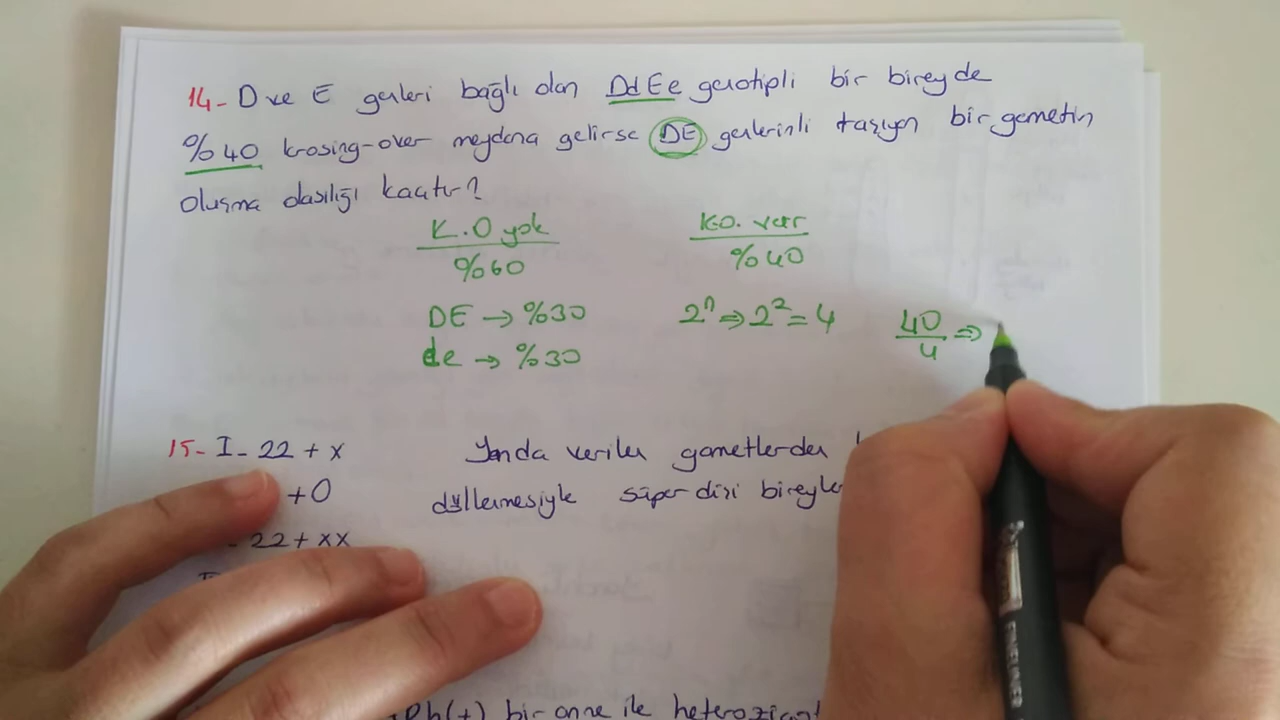 14- D ve E genleri bağlı olan DdEe genotipli bir bireyde
%40 krosing-over meydana gelirse DE genlerinli taşıyan bir gametin
oluşma olasılığı kaçtır?
K.O yok
%60
DE → %30
de → %30
K.O. var
%40
2ⁿ ⇒ 2² = 4
40/4 ⇒
15- I- 22 + x
+0
- 22 + xx
Yanda verilen gametlerden
döllenmesiyle süper dişi bireyler
Rh(+) bir anne ile heterozigot